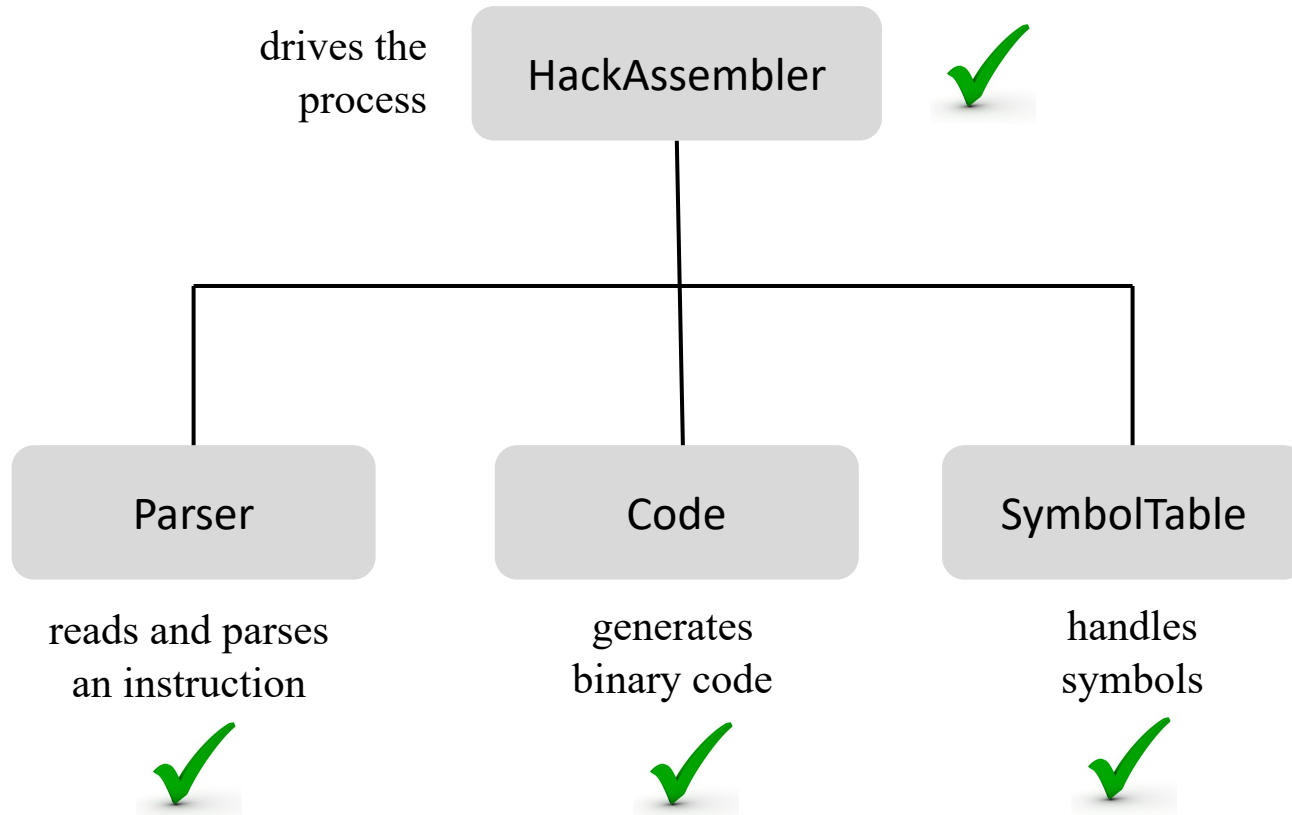 drives the
process
HackAssembler
Parser
Code
SymbolTable
reads and parses
an instruction
generates
binary code
handles
symbols